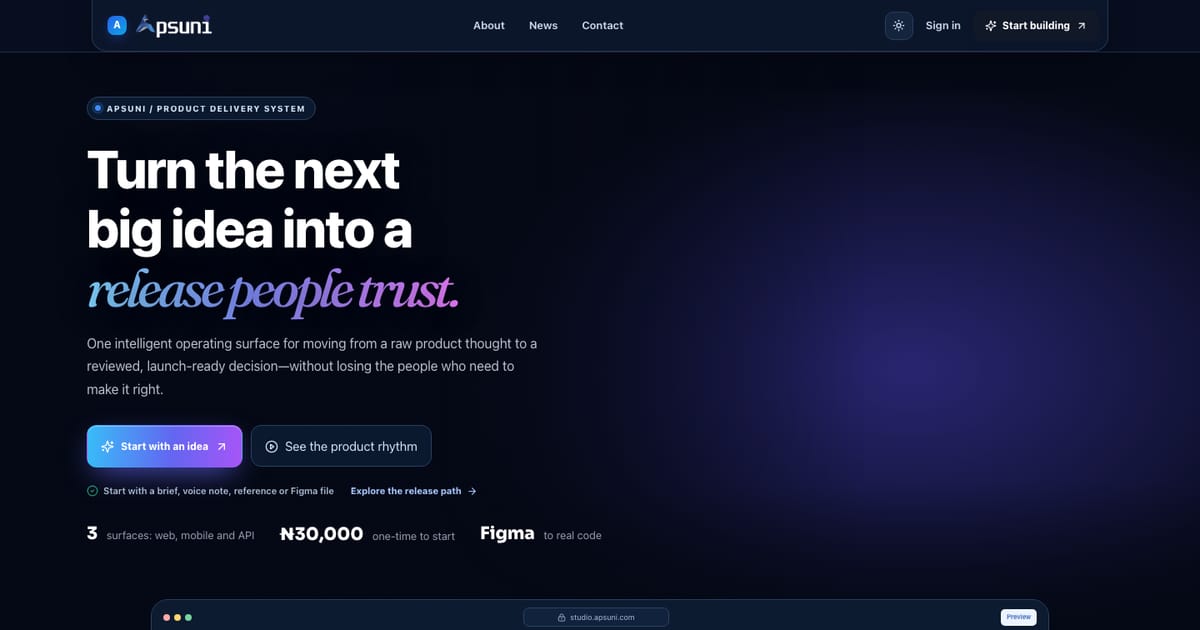 A Apsuni
About News Contact
Sign in Start building
APSUNI / PRODUCT DELIVERY SYSTEM
Turn the next
big idea into a
release people trust.
One intelligent operating surface for moving from a raw product thought to a
reviewed, launch-ready decision—without losing the people who need to
make it right.
Start with an idea See the product rhythm
Start with a brief, voice note, reference or Figma file Explore the release path
3 surfaces: web, mobile and API ₦30,000 one-time to start Figma to real code
studio.apsuni.com Preview